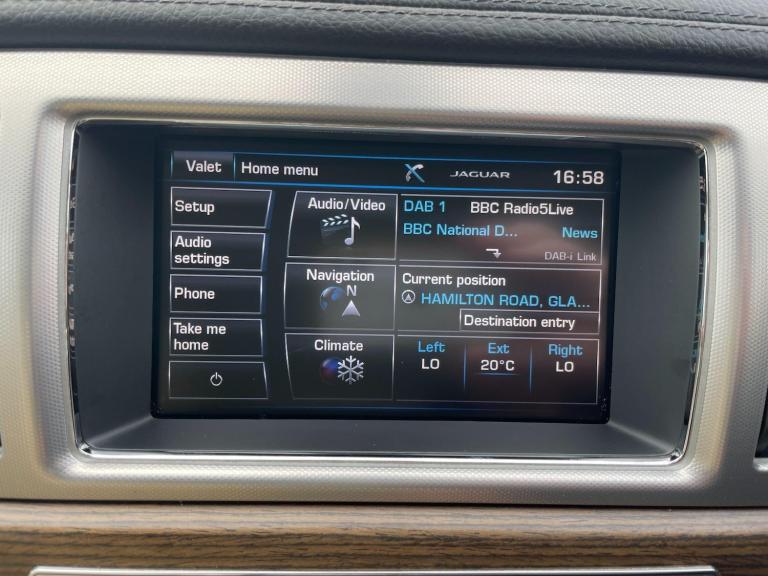 Valet Home menu JAGUAR 16:58
Setup
Audio
settings
Phone
Take me
home
Audio/Video
Navigation
N
Climate
DAB 1 BBC Radio5Live
BBC National D... News
DAB-i Link
Current position
HAMILTON ROAD, GLA...
Destination entry
Left Ext Right
LO 20°C LO